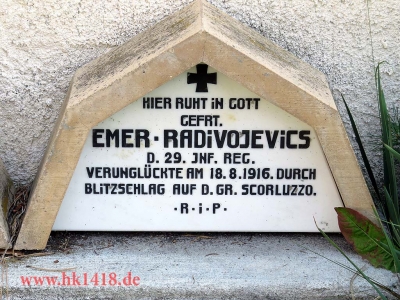 HIER RUHT iN GOTT
GEFRT.
EMER · RADiVOJEViCS
D. 29. JNF. REG.
VERUNGLÜCKTE AM 18.8.1916. DURCH
BLiTZSCHLAG AUF D. GR. SCORLUZZO.
· R · i · P ·
www.hk1418.de